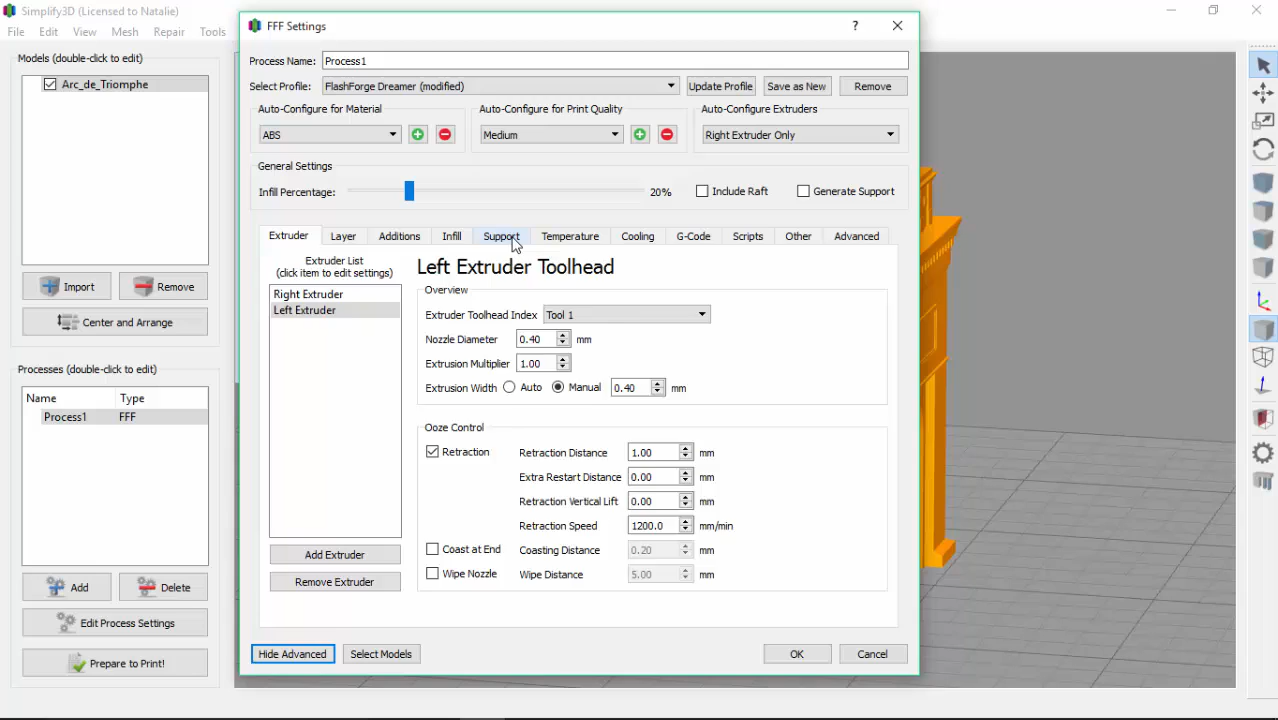 Simplify3D (Licensed to Natalie)
File Edit View Mesh Repair Tools
Models (double-click to edit)
Arc_de_Triomphe
Import Remove
Center and Arrange
Processes (double-click to edit)
Name Type
Process1 FFF
Add Delete
Edit Process Settings
Prepare to Print!
FFF Settings ?
Process Name: Process1
Select Profile: FlashForge Dreamer (modified) Update Profile Save as New Remove
Auto-Configure for Material Auto-Configure for Print Quality Auto-Configure Extruders
ABS Medium Right Extruder Only
General Settings
Infill Percentage: 20% Include Raft Generate Support
Extruder Layer Additions Infill Support Temperature Cooling G-Code Scripts Other Advanced
Extruder List
(click item to edit settings)
Right Extruder
Left Extruder
Add Extruder
Remove Extruder
Left Extruder Toolhead
Overview
Extruder Toolhead Index Tool 1
Nozzle Diameter 0.40 mm
Extrusion Multiplier 1.00
Extrusion Width Auto Manual 0.40 mm
Ooze Control
Retraction Retraction Distance 1.00 mm
Extra Restart Distance 0.00 mm
Retraction Vertical Lift 0.00 mm
Retraction Speed 1200.0 mm/min
Coast at End Coasting Distance 0.20 mm
Wipe Nozzle Wipe Distance 5.00 mm
Hide Advanced Select Models OK Cancel